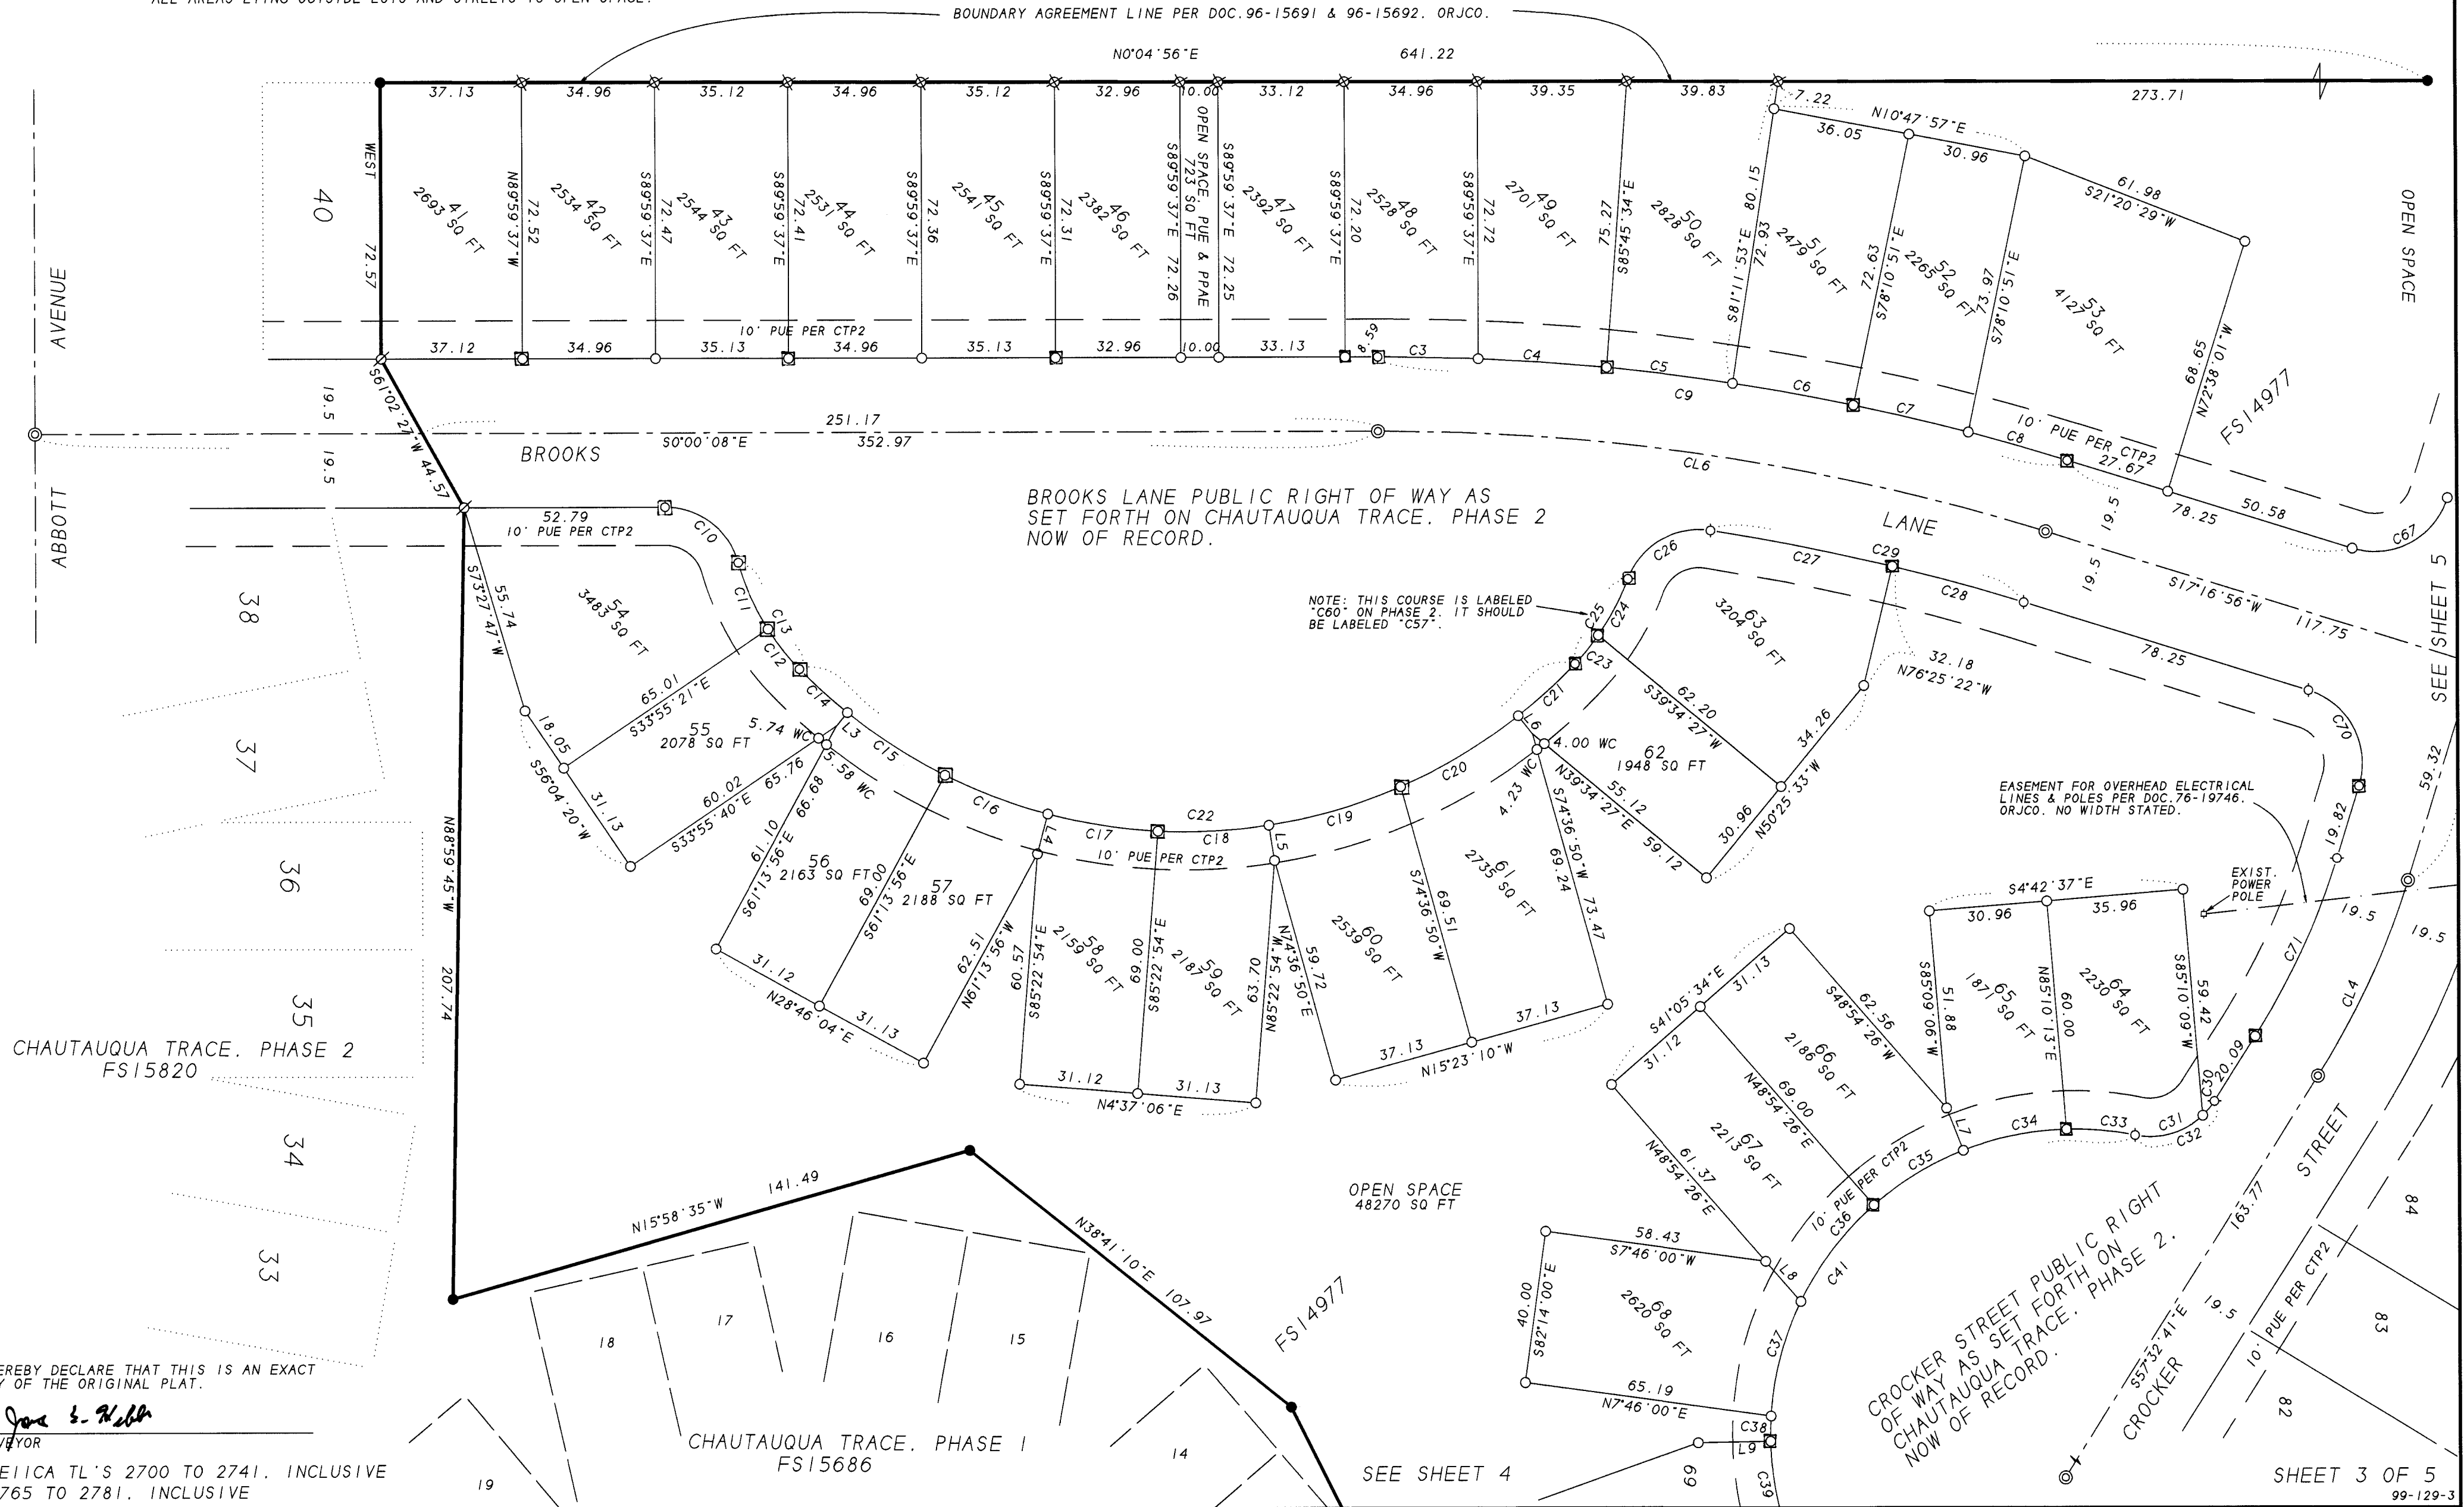 ALL AREAS LYING OUTSIDE LOTS AND STREETS IS OPEN SPACE.
BOUNDARY AGREEMENT LINE PER DOC.96-15691 & 96-15692, ORJCO.
N0°04'56"E 641.22
37.13 34.96 35.12 34.96 35.12 32.96 10.00 33.12 34.96 39.35 39.83 7.22 273.71
N10°47'57"E
36.05
30.96
61.98
S21°20'29"W
WEST 72.57
40
41
2693 SQ FT
N89°59'37"W 72.52
42
2534 SQ FT
S89°59'37"E 72.47
43
2544 SQ FT
S89°59'37"E 72.41
44
2531 SQ FT
S89°59'37"E 72.36
45
2541 SQ FT
S89°59'37"E 72.31
46
2382 SQ FT
S89°59'37"E 72.26
OPEN SPACE, PUE & PPAE
723 SQ FT
S89°59'37"E 72.25
47
2392 SQ FT
S89°59'37"E 72.20
48
2528 SQ FT
S89°59'37"E 72.72
49
2701 SQ FT
75.27
S85°45'34"E
50
2828 SQ FT
S81°11'53"E 80.15
72.93
51
2479 SQ FT
72.63
S78°10'51"E
52
2265 SQ FT
73.97
S78°10'51"E
53
4127 SQ FT
68.65
N72°38'01"W
FS14977
OPEN SPACE
10' PUE PER CTP2
37.12 34.96 35.13 34.96 35.13 32.96 10.00 33.13 8.59 C3 C4 C5 C9 C6 C7 C8
10' PUE PER CTP2
27.67
78.25
50.58
C67
AVENUE
ABBOTT
19.5
19.5
S61°02'27"W 44.57
251.17
S0°00'08"E 352.97
BROOKS
LANE
CL6
19.5
19.5
S17°16'56"W
117.75
SEE SHEET 5
BROOKS LANE PUBLIC RIGHT OF WAY AS
SET FORTH ON CHAUTAUQUA TRACE, PHASE 2
NOW OF RECORD.
52.79
10' PUE PER CTP2
C10
C11
C13
C12
C14
C15
C16
C17
C22
C18
C19
C20
C21
C23
C25
C24
C26
C27
C29
C28
78.25
C70
59.32
19.82
NOTE: THIS COURSE IS LABELED
"C60" ON PHASE 2. IT SHOULD
BE LABELED "C57".
S73°27'47"W 55.74
54
3483 SQ FT
18.05
65.01
S33°55'21"E
55
2078 SQ FT
5.74 WC
L3
5.58 WC
31.13
S56°04'20"W
60.02 65.76
S33°55'40"E
61.10 66.68
S61°13'56"E
56
2163 SQ FT
69.00
S61°13'56"E
57
2188 SQ FT
31.12
N28°46'04"E
31.13
62.51
N61°13'56"W
L4
10' PUE PER CTP2
60.57
S85°22'54"E
58
2159 SQ FT
69.00
S85°22'54"E
59
2187 SQ FT
31.12
N4°37'06"E
31.13
63.70
N85°22'54"W
L5
59.72
N74°36'50"E
60
2539 SQ FT
69.51
S74°36'50"W
61
2735 SQ FT
37.13
N15°23'10"W
37.13
69.24 73.47
S74°36'50"W
4.23 WC
L6
4.00 WC
62
1948 SQ FT
55.12
N39°34'27"E
59.12
62.20
S39°34'27"W
63
3204 SQ FT
30.96
N50°25'33"W
34.26
32.18
N76°25'22"W
EASEMENT FOR OVERHEAD ELECTRICAL
LINES & POLES PER DOC.76-19746,
ORJCO. NO WIDTH STATED.
EXIST.
POWER
POLE
19.5
19.5
C71
CL4
S4°42'37"E
30.96
35.96
51.88
S85°09'06"W
65
1871 SQ FT
60.00
N85°10'13"E
64
2230 SQ FT
59.42
S85°10'09"W
C30
20.09
C31
C32
C33
C34
L7
C35
C36
10' PUE PER CTP2
31.13
S41°05'34"E
31.12
62.56
S48°54'26"W
66
2186 SQ FT
69.00
N48°54'26"E
67
2213 SQ FT
61.37
N48°54'26"E
L8
C41
C37
58.43
S7°46'00"W
40.00
S82°14'00"E
68
2620 SQ FT
65.19
N7°46'00"E
C38
L9
C39
69
OPEN SPACE
48270 SQ FT
FS14977
38
37
36
35
34
33
N88°59'45"W
207.74
CHAUTAUQUA TRACE, PHASE 2
FS15820
N15°58'35"W
141.49
N38°41'10"E
107.97
18
17
16
15
14
19
CHAUTAUQUA TRACE, PHASE 1
FS15686
CROCKER STREET PUBLIC RIGHT
OF WAY AS SET FORTH ON
CHAUTAUQUA TRACE, PHASE 2,
NOW OF RECORD.
163.77
S57°32'41"E
CROCKER
STREET
19.5
10' PUE PER CTP2
84
83
82
EREBY DECLARE THAT THIS IS AN EXACT
Y OF THE ORIGINAL PLAT.
VEYOR
E11CA TL'S 2700 TO 2741, INCLUSIVE
765 TO 2781, INCLUSIVE
SEE SHEET 4
SHEET 3 OF 5
99-129-3